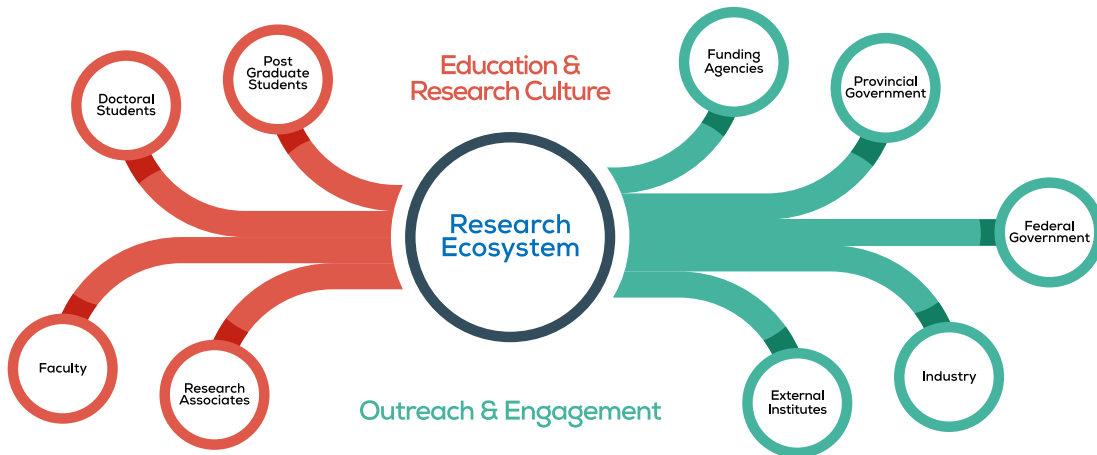 Post
Graduate
Students
Doctoral
Students
Education &
Research Culture
Funding
Agencies
Provincial
Government
Research
Ecosystem
Federal
Government
Faculty
Research
Associates
Outreach & Engagement
External
Institutes
Industry